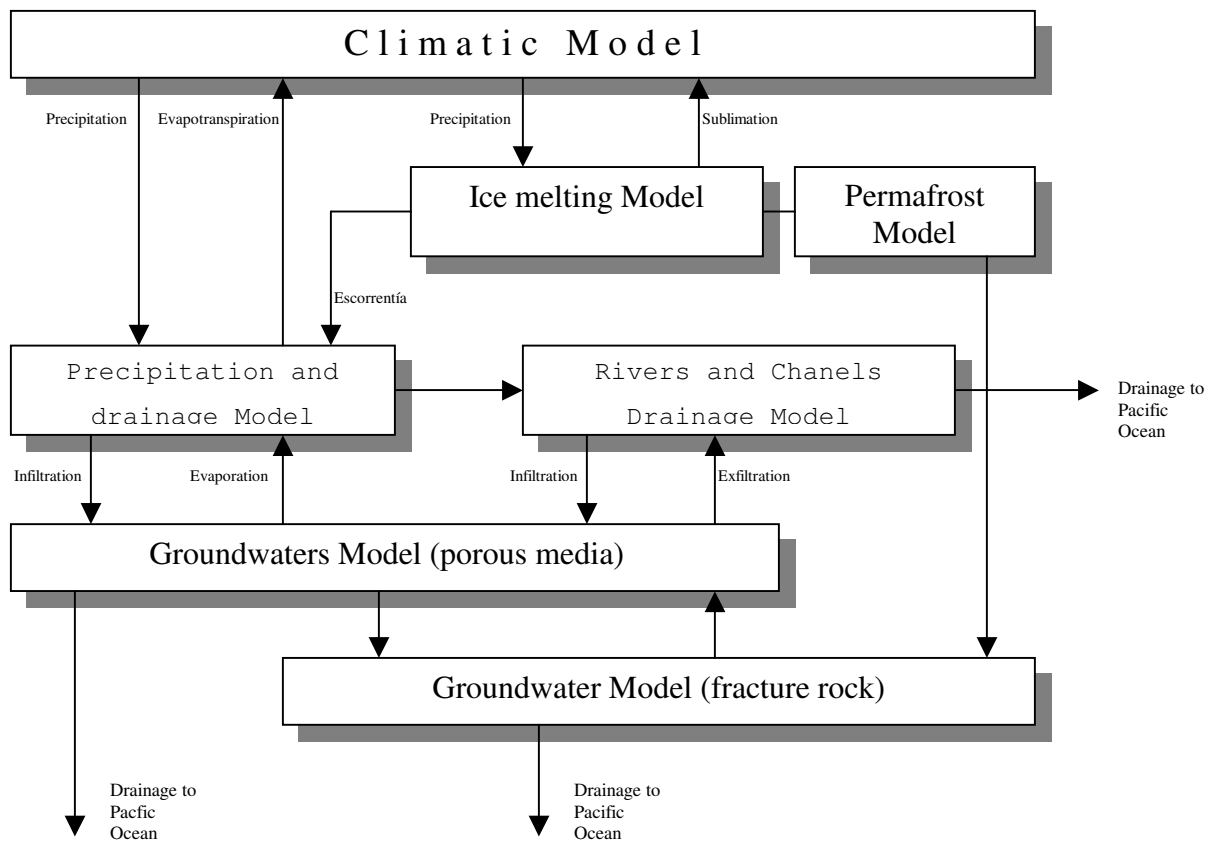 Climatic Model
Precipitation
Evapotranspiration
Precipitation
Sublimation
Ice melting Model
Permafrost
Model
Escorrentía
Precipitation and
drainage Model
Rivers and Chanels
Drainage Model
Drainage to
Pacific
Ocean
Infiltration
Evaporation
Infiltration
Exfiltration
Groundwaters Model (porous media)
Groundwater Model (fracture rock)
Drainage to
Pacfic
Ocean
Drainage to
Pacific
Ocean